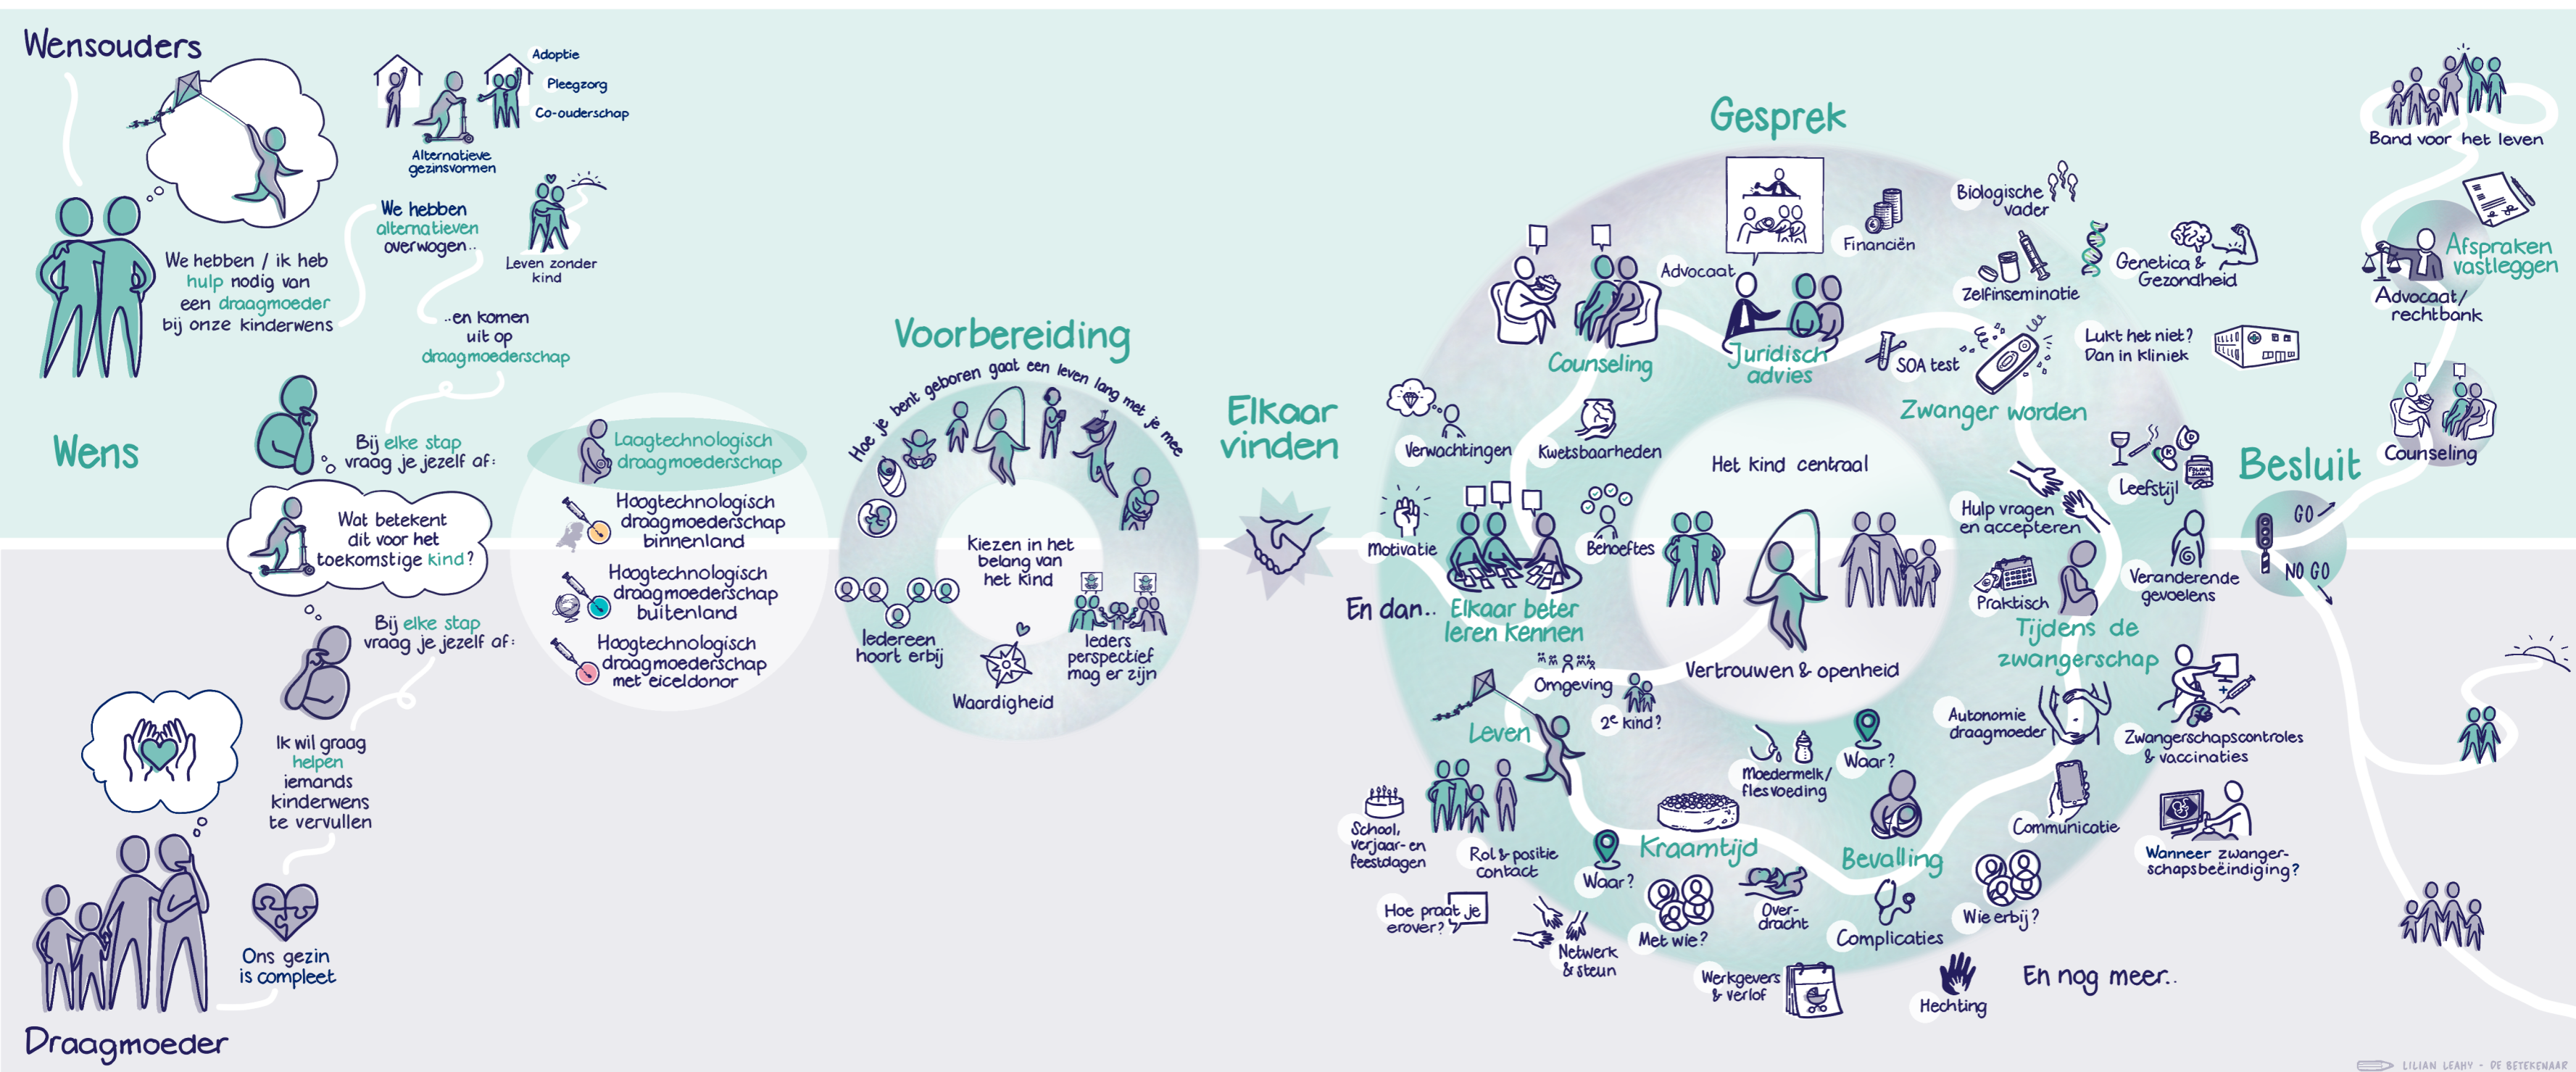 Wensouders
We hebben / ik heb
hulp nodig van
een draagmoeder
bij onze kinderwens
Adoptie
Pleegzorg
Co-ouderschap
Alternatieve
gezinsvormen
We hebben
alternatieven
overwogen..
Leven zonder
kind
..en komen
uit op
draagmoederschap
Wens
Bij elke stap
vraag je jezelf af:
Wat betekent
dit voor het
toekomstige kind?
Bij elke stap
vraag je jezelf af:
Ik wil graag
helpen
iemands
kinderwens
te vervullen
Ons gezin
is compleet
Draagmoeder
Laagtechnologisch
draagmoederschap
Hoogtechnologisch
draagmoederschap
binnenland
Hoogtechnologisch
draagmoederschap
buitenland
Hoogtechnologisch
draagmoederschap
met eiceldonor
Voorbereiding
Hoe je bent geboren gaat een leven lang met je mee
Kiezen in het
belang van
het kind
Iedereen
hoort erbij
Waardigheid
Ieders
perspectief
mag er zijn
Elkaar
vinden
En dan..
Gesprek
Elkaar beter
leren kennen
Motivatie
Verwachtingen
Kwetsbaarheden
Behoeftes
Counseling
Advocaat
Juridisch
advies
Financiën
Biologische
vader
Zelfinseminatie
Genetica &
Gezondheid
SOA test
Lukt het niet?
Dan in kliniek
Zwanger worden
Leefstijl
FOLIUM
ZUUR
Hulp vragen
en accepteren
Praktisch
Veranderende
gevoelens
Tijdens de
zwangerschap
Autonomie
draagmoeder
Zwangerschapscontroles
& vaccinaties
Communicatie
Wanneer zwanger-
schapsbeëindiging?
Het kind centraal
Vertrouwen & openheid
Omgeving
2e kind?
Leven
Moedermelk/
flesvoeding
Waar?
Bevalling
Wie erbij?
Complicaties
Kraamtijd
Waar?
Met wie?
Over-
dracht
Werkgevers
& verlof
Hechting
En nog meer..
School,
verjaar-en
feestdagen
Rol & positie
contact
Hoe praat je
erover?
Netwerk
& steun
Besluit
GO
NO GO
Counseling
Afspraken
vastleggen
Advocaat/
rechtbank
Band voor het leven
LILIAN LEAHY - DE BETEKENAAR